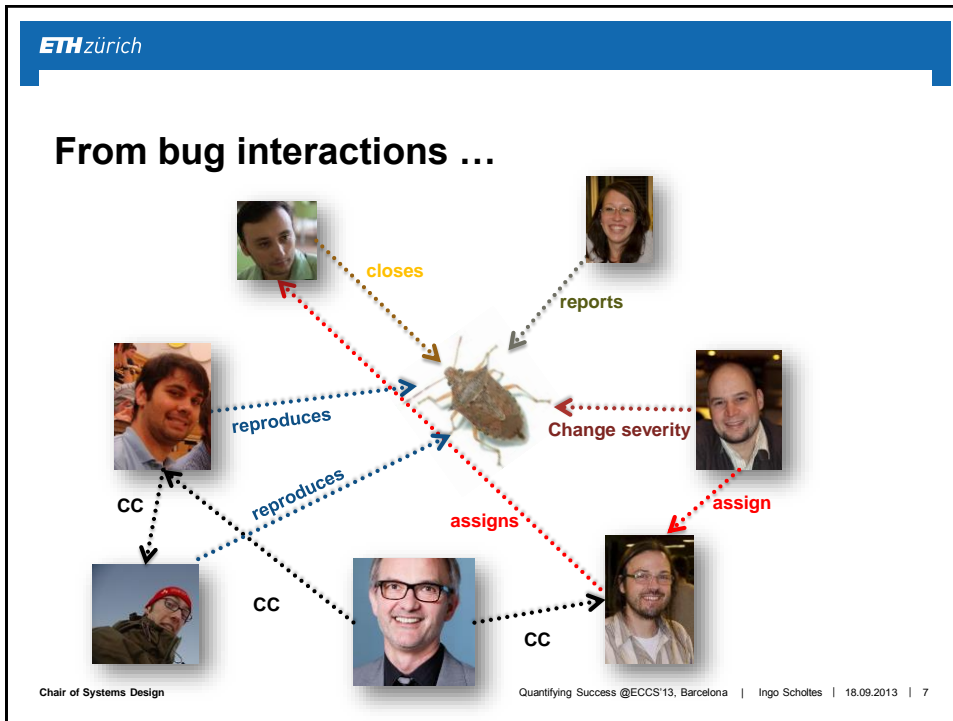 ETH zürich
From bug interactions …
closes
reports
reproduces
Change severity
reproduces
CC
assigns
assign
CC
CC
Chair of Systems Design
Quantifying Success @ECCS'13, Barcelona | Ingo Scholtes | 18.09.2013 | 7